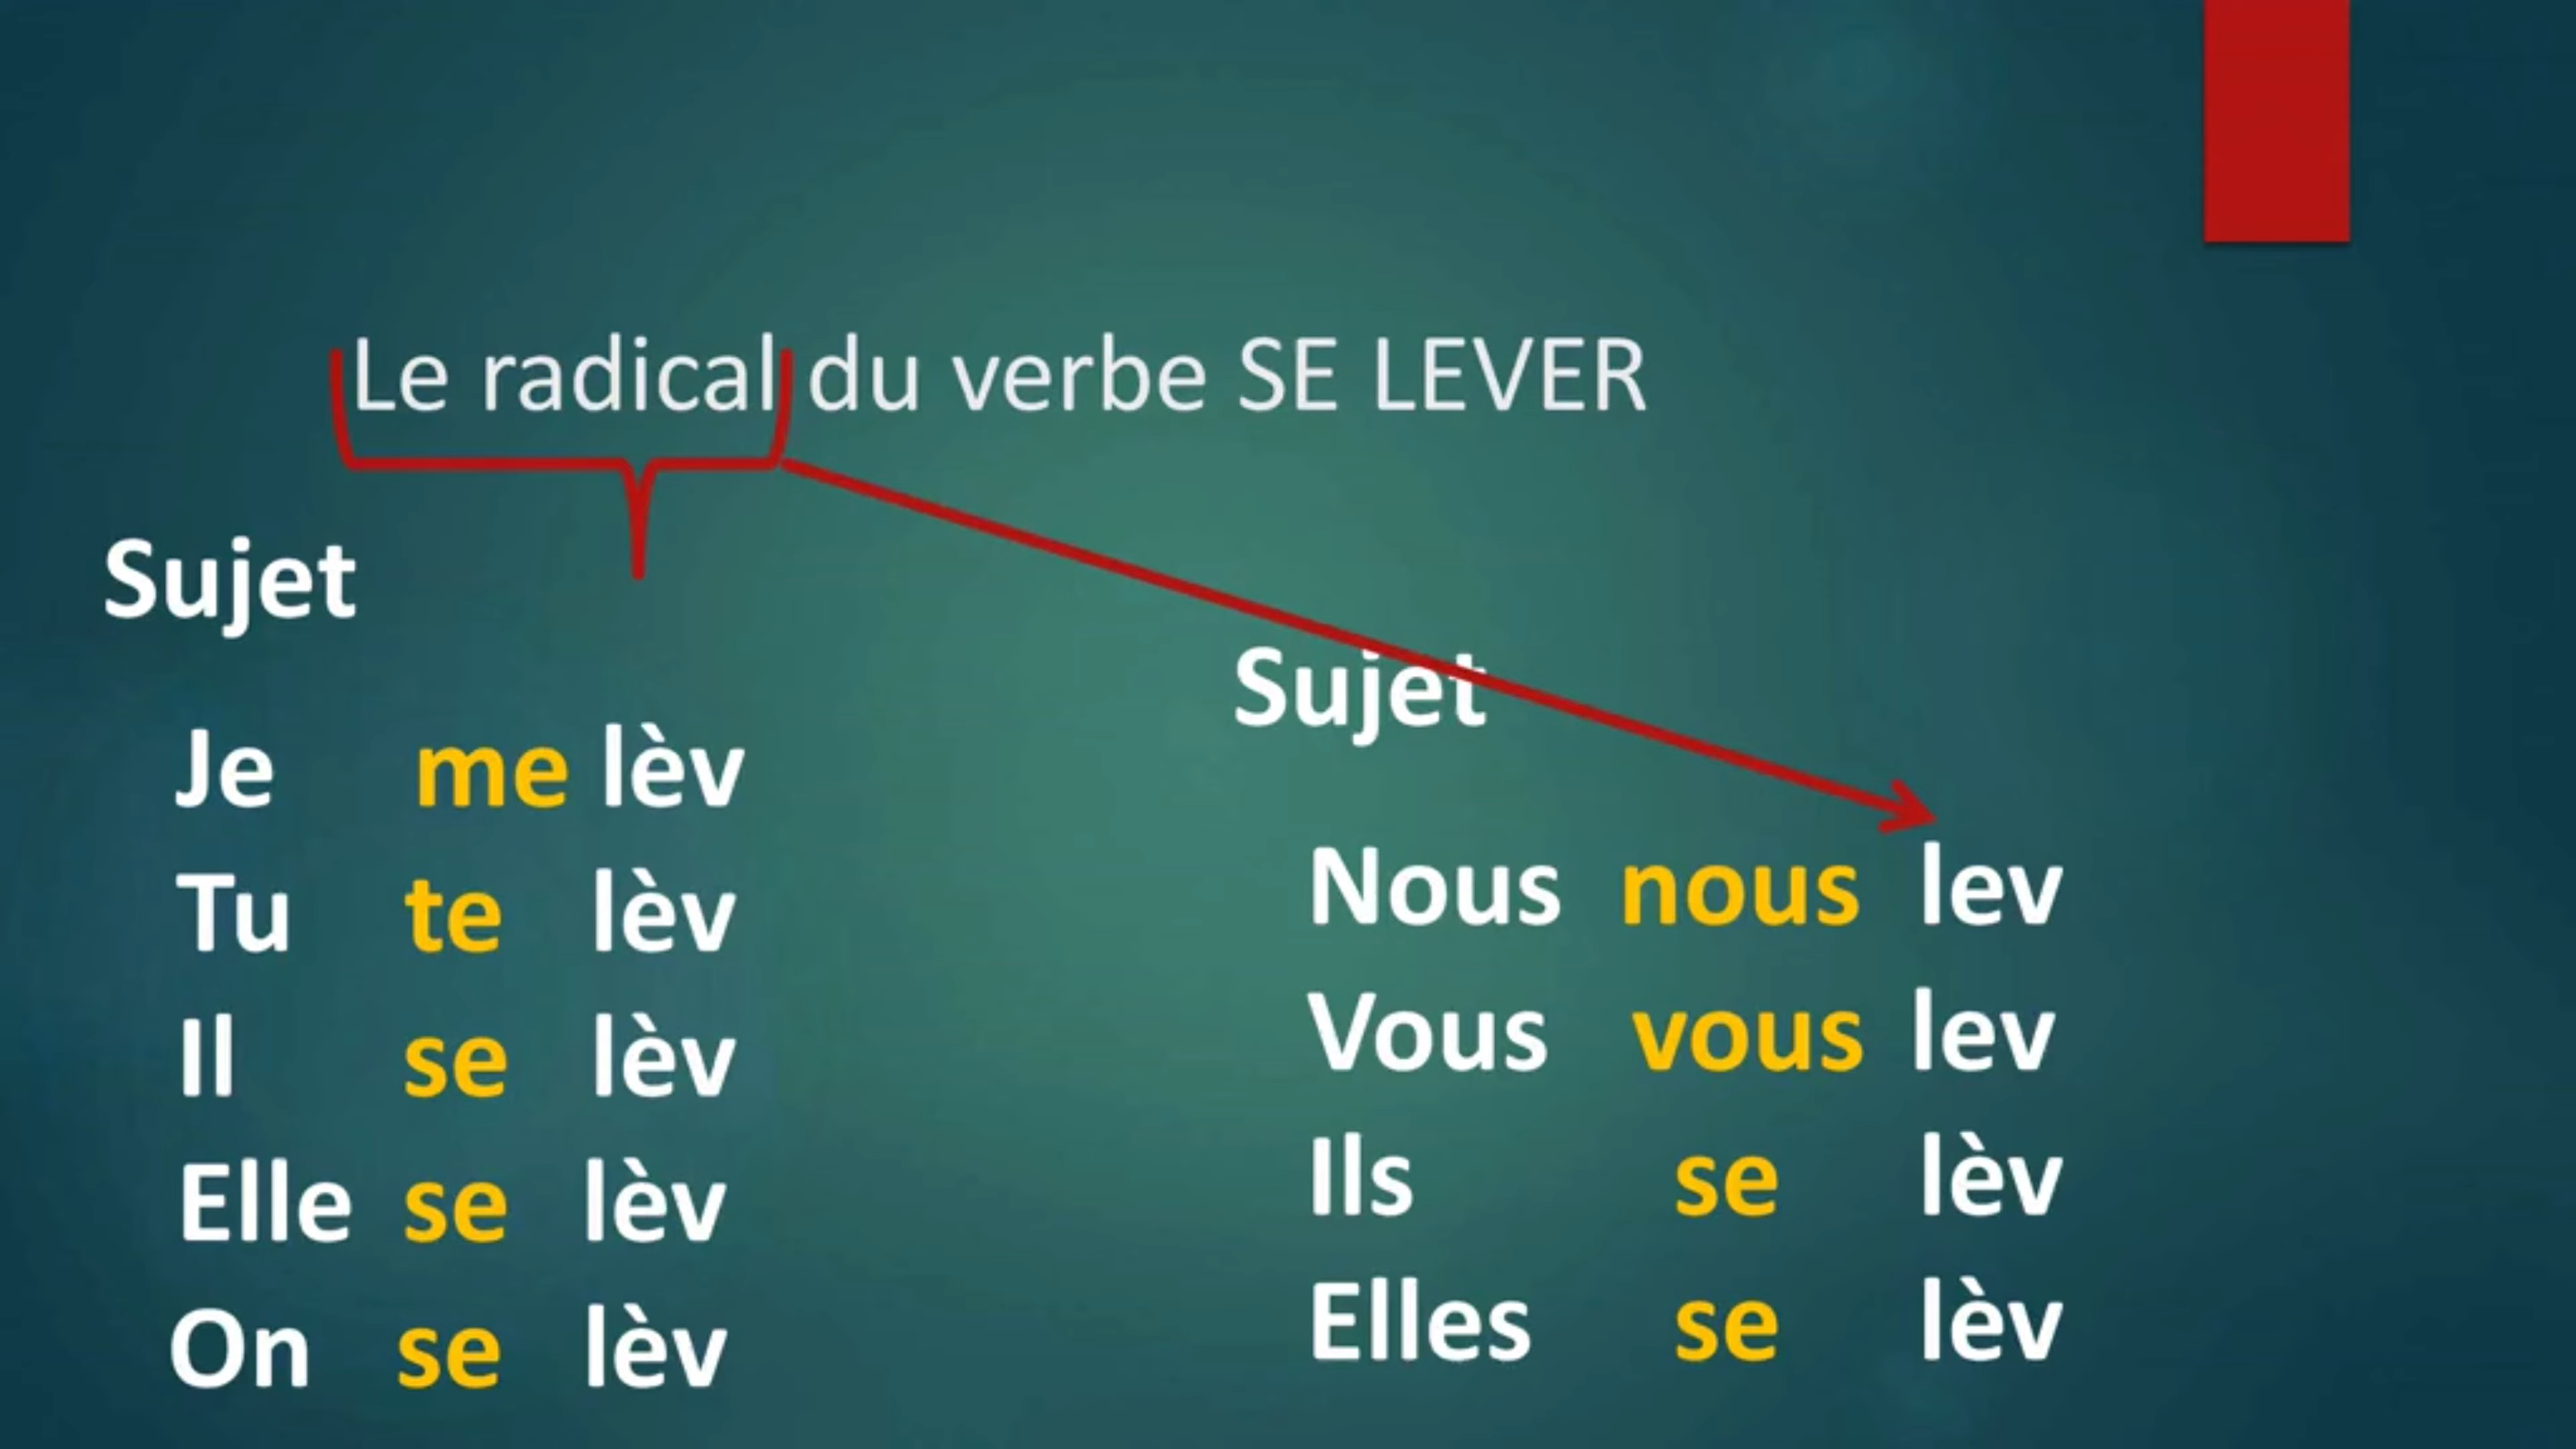 Le radical du verbe SE LEVER
Sujet
Je me lèv
Tu te lèv
Il se lèv
Elle se lèv
On se lèv
Sujet
Nous nous lev
Vous vous lev
Ils se lèv
Elles se lèv